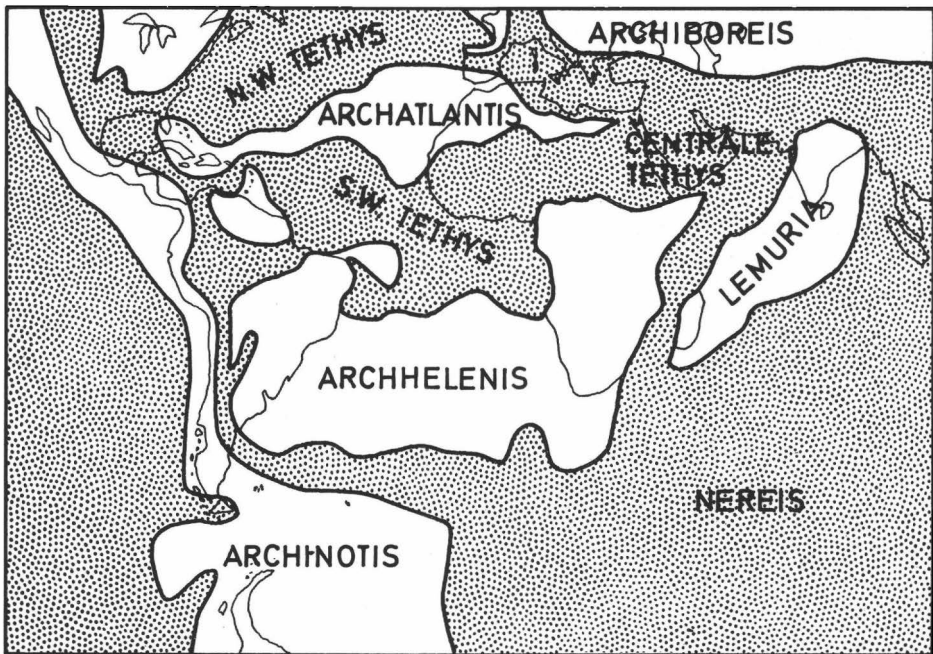 ARCHIBOREIS
N.W. TETHYS
ARCHATLANTIS
CENTRALE
TETHYS
S.W. TETHYS
LEMURIA
ARCHHELENIS
NEREIS
ARCHINOTIS